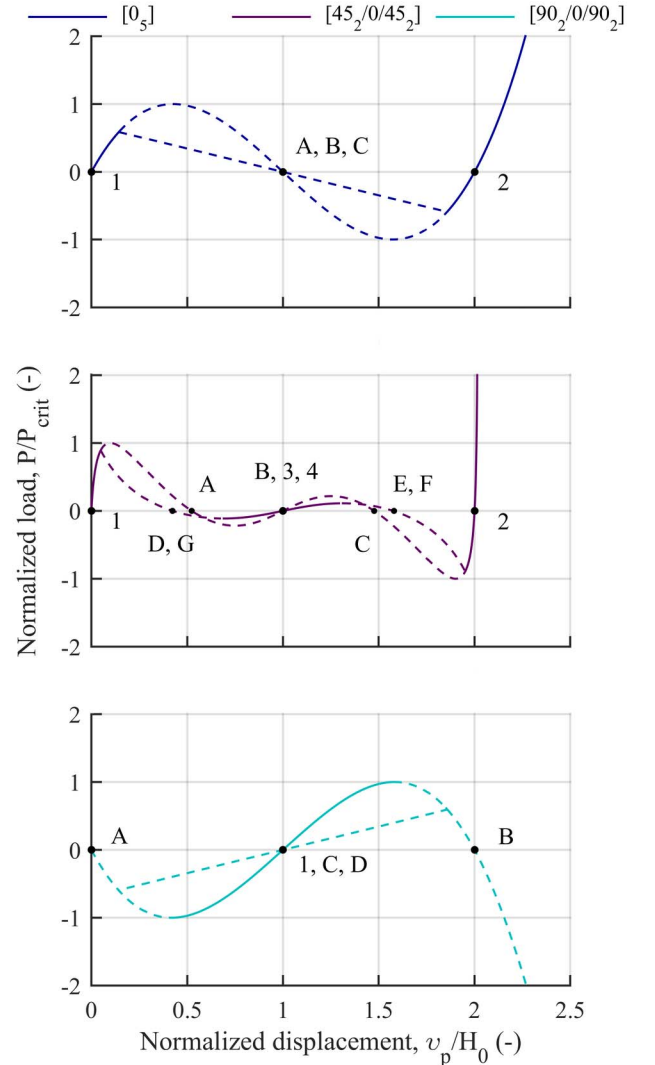 [0₅] [45₂/0/45₂] [90₂/0/90₂]
2
1
0
-1
-2
A, B, C
1
2
2
1
0
-1
-2
B, 3, 4
A
E, F
1
2
D, G
C
Normalized load, P/P_crit (-)
2
1
0
-1
-2
A
B
1, C, D
0 0.5 1 1.5 2 2.5
Normalized displacement, υ_p/H₀ (-)